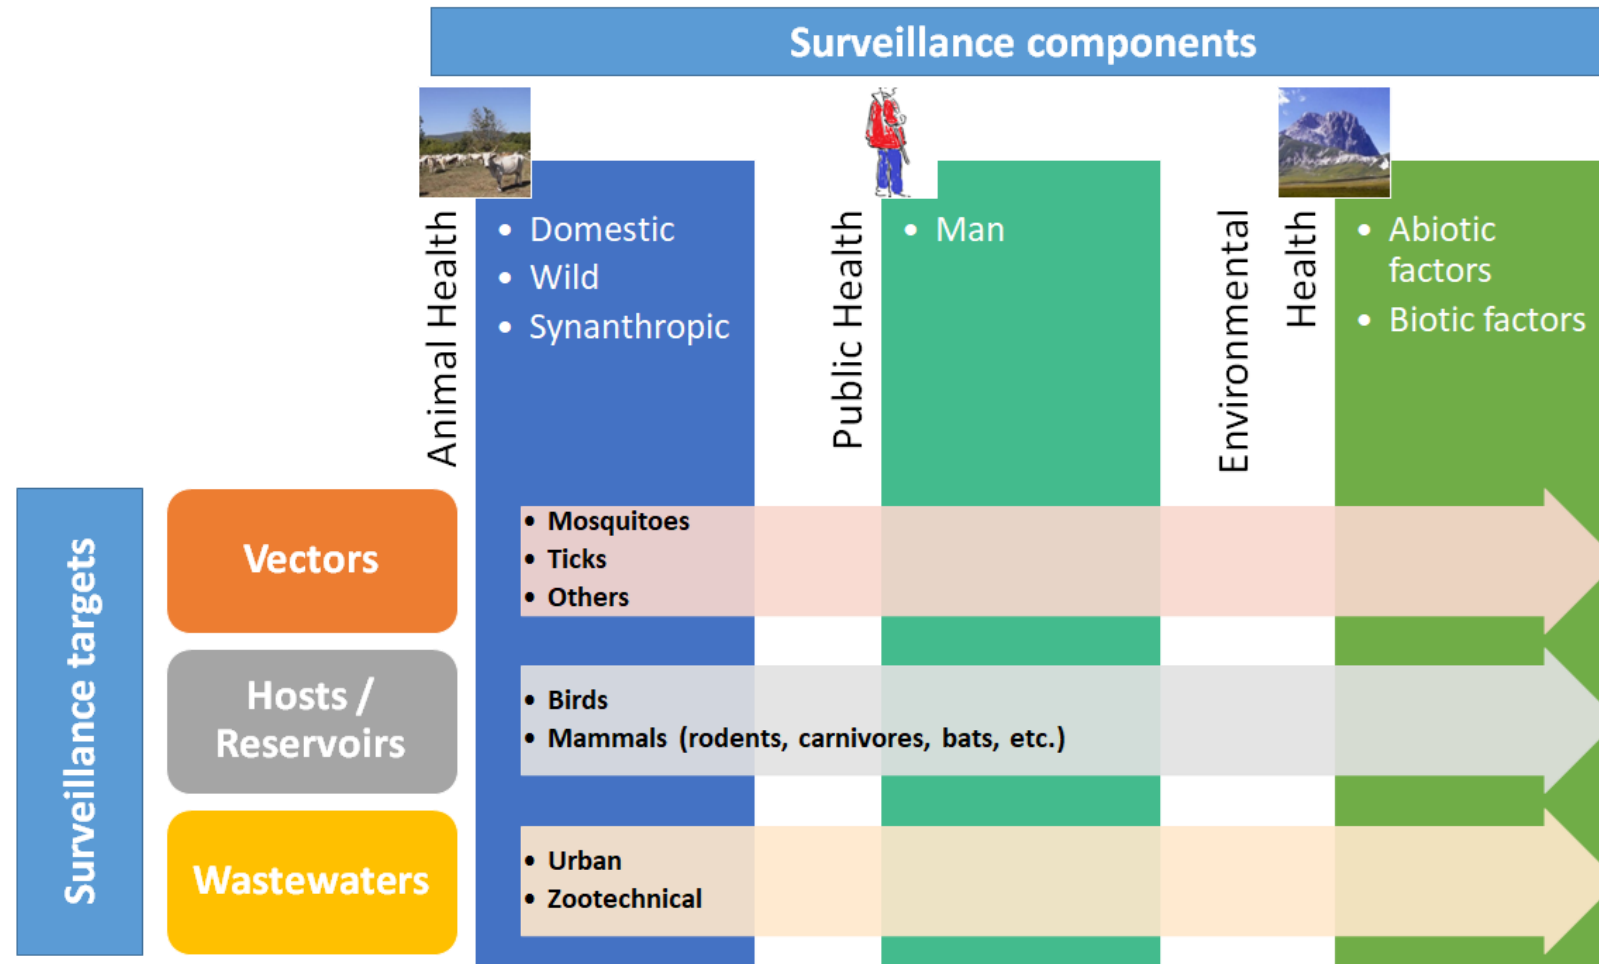 Surveillance components
Animal Health
• Domestic
• Wild
• Synanthropic
Public Health
• Man
Environmental
Health
• Abiotic
factors
• Biotic factors
Surveillance targets
Vectors
• Mosquitoes
• Ticks
• Others
Hosts /
Reservoirs
• Birds
• Mammals (rodents, carnivores, bats, etc.)
Wastewaters
• Urban
• Zootechnical